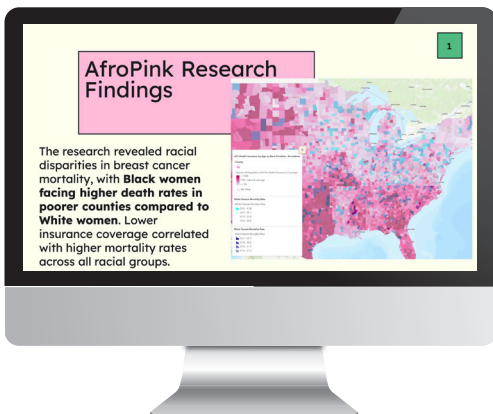 1
AfroPink Research
Findings
The research revealed racial
disparities in breast cancer
mortality, with Black women
facing higher death rates in
poorer counties compared to
White women. Lower
insurance coverage correlated
with higher mortality rates
across all racial groups.